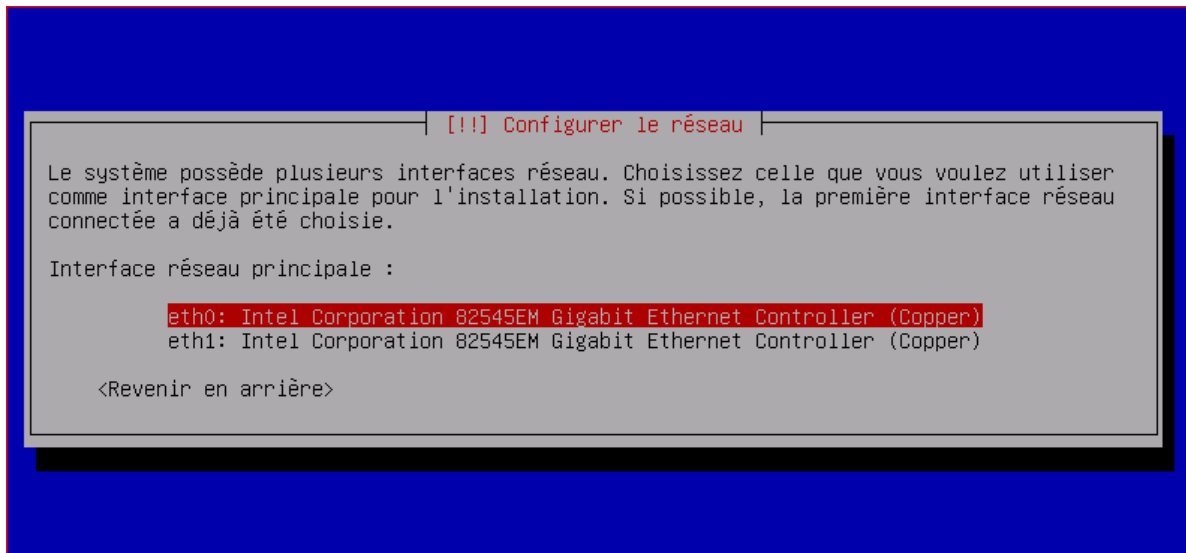 [!!] Configurer le réseau
Le système possède plusieurs interfaces réseau. Choisissez celle que vous voulez utiliser
comme interface principale pour l'installation. Si possible, la première interface réseau
connectée a déjà été choisie.
Interface réseau principale :
eth0: Intel Corporation 82545EM Gigabit Ethernet Controller (Copper)
eth1: Intel Corporation 82545EM Gigabit Ethernet Controller (Copper)
<Revenir en arrière>